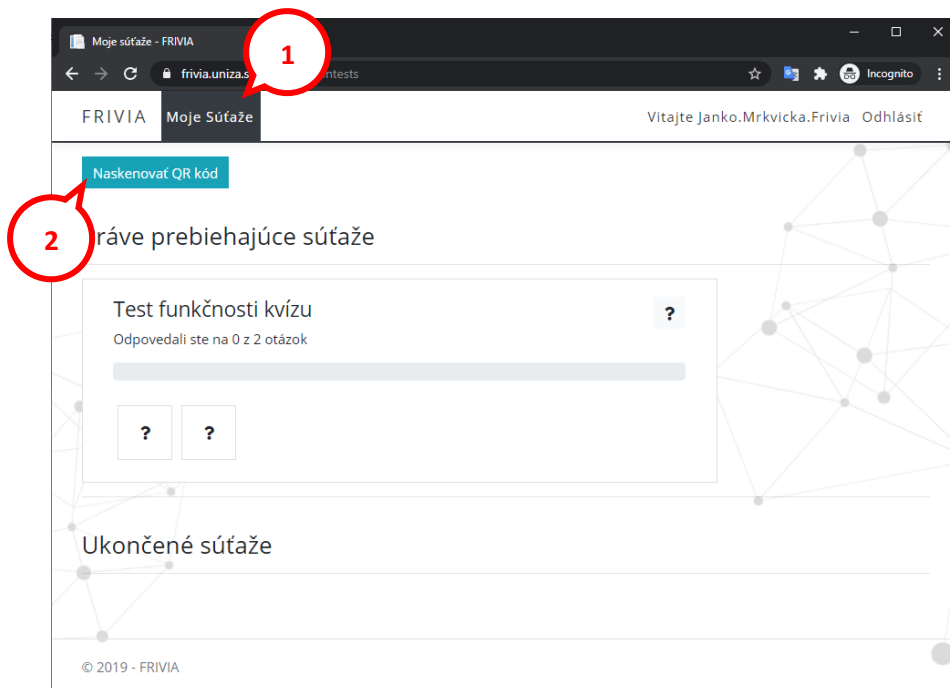 Moje súťaže - FRIVIA
1
frivia.uniza.s ntests
Incognito
FRIVIA Moje Súťaže Vitajte Janko.Mrkvicka.Frivia Odhlásiť
Naskenovať QR kód
2
ráve prebiehajúce súťaže
Test funkčnosti kvízu ?
Odpovedali ste na 0 z 2 otázok
? ?
Ukončené súťaže
© 2019 - FRIVIA